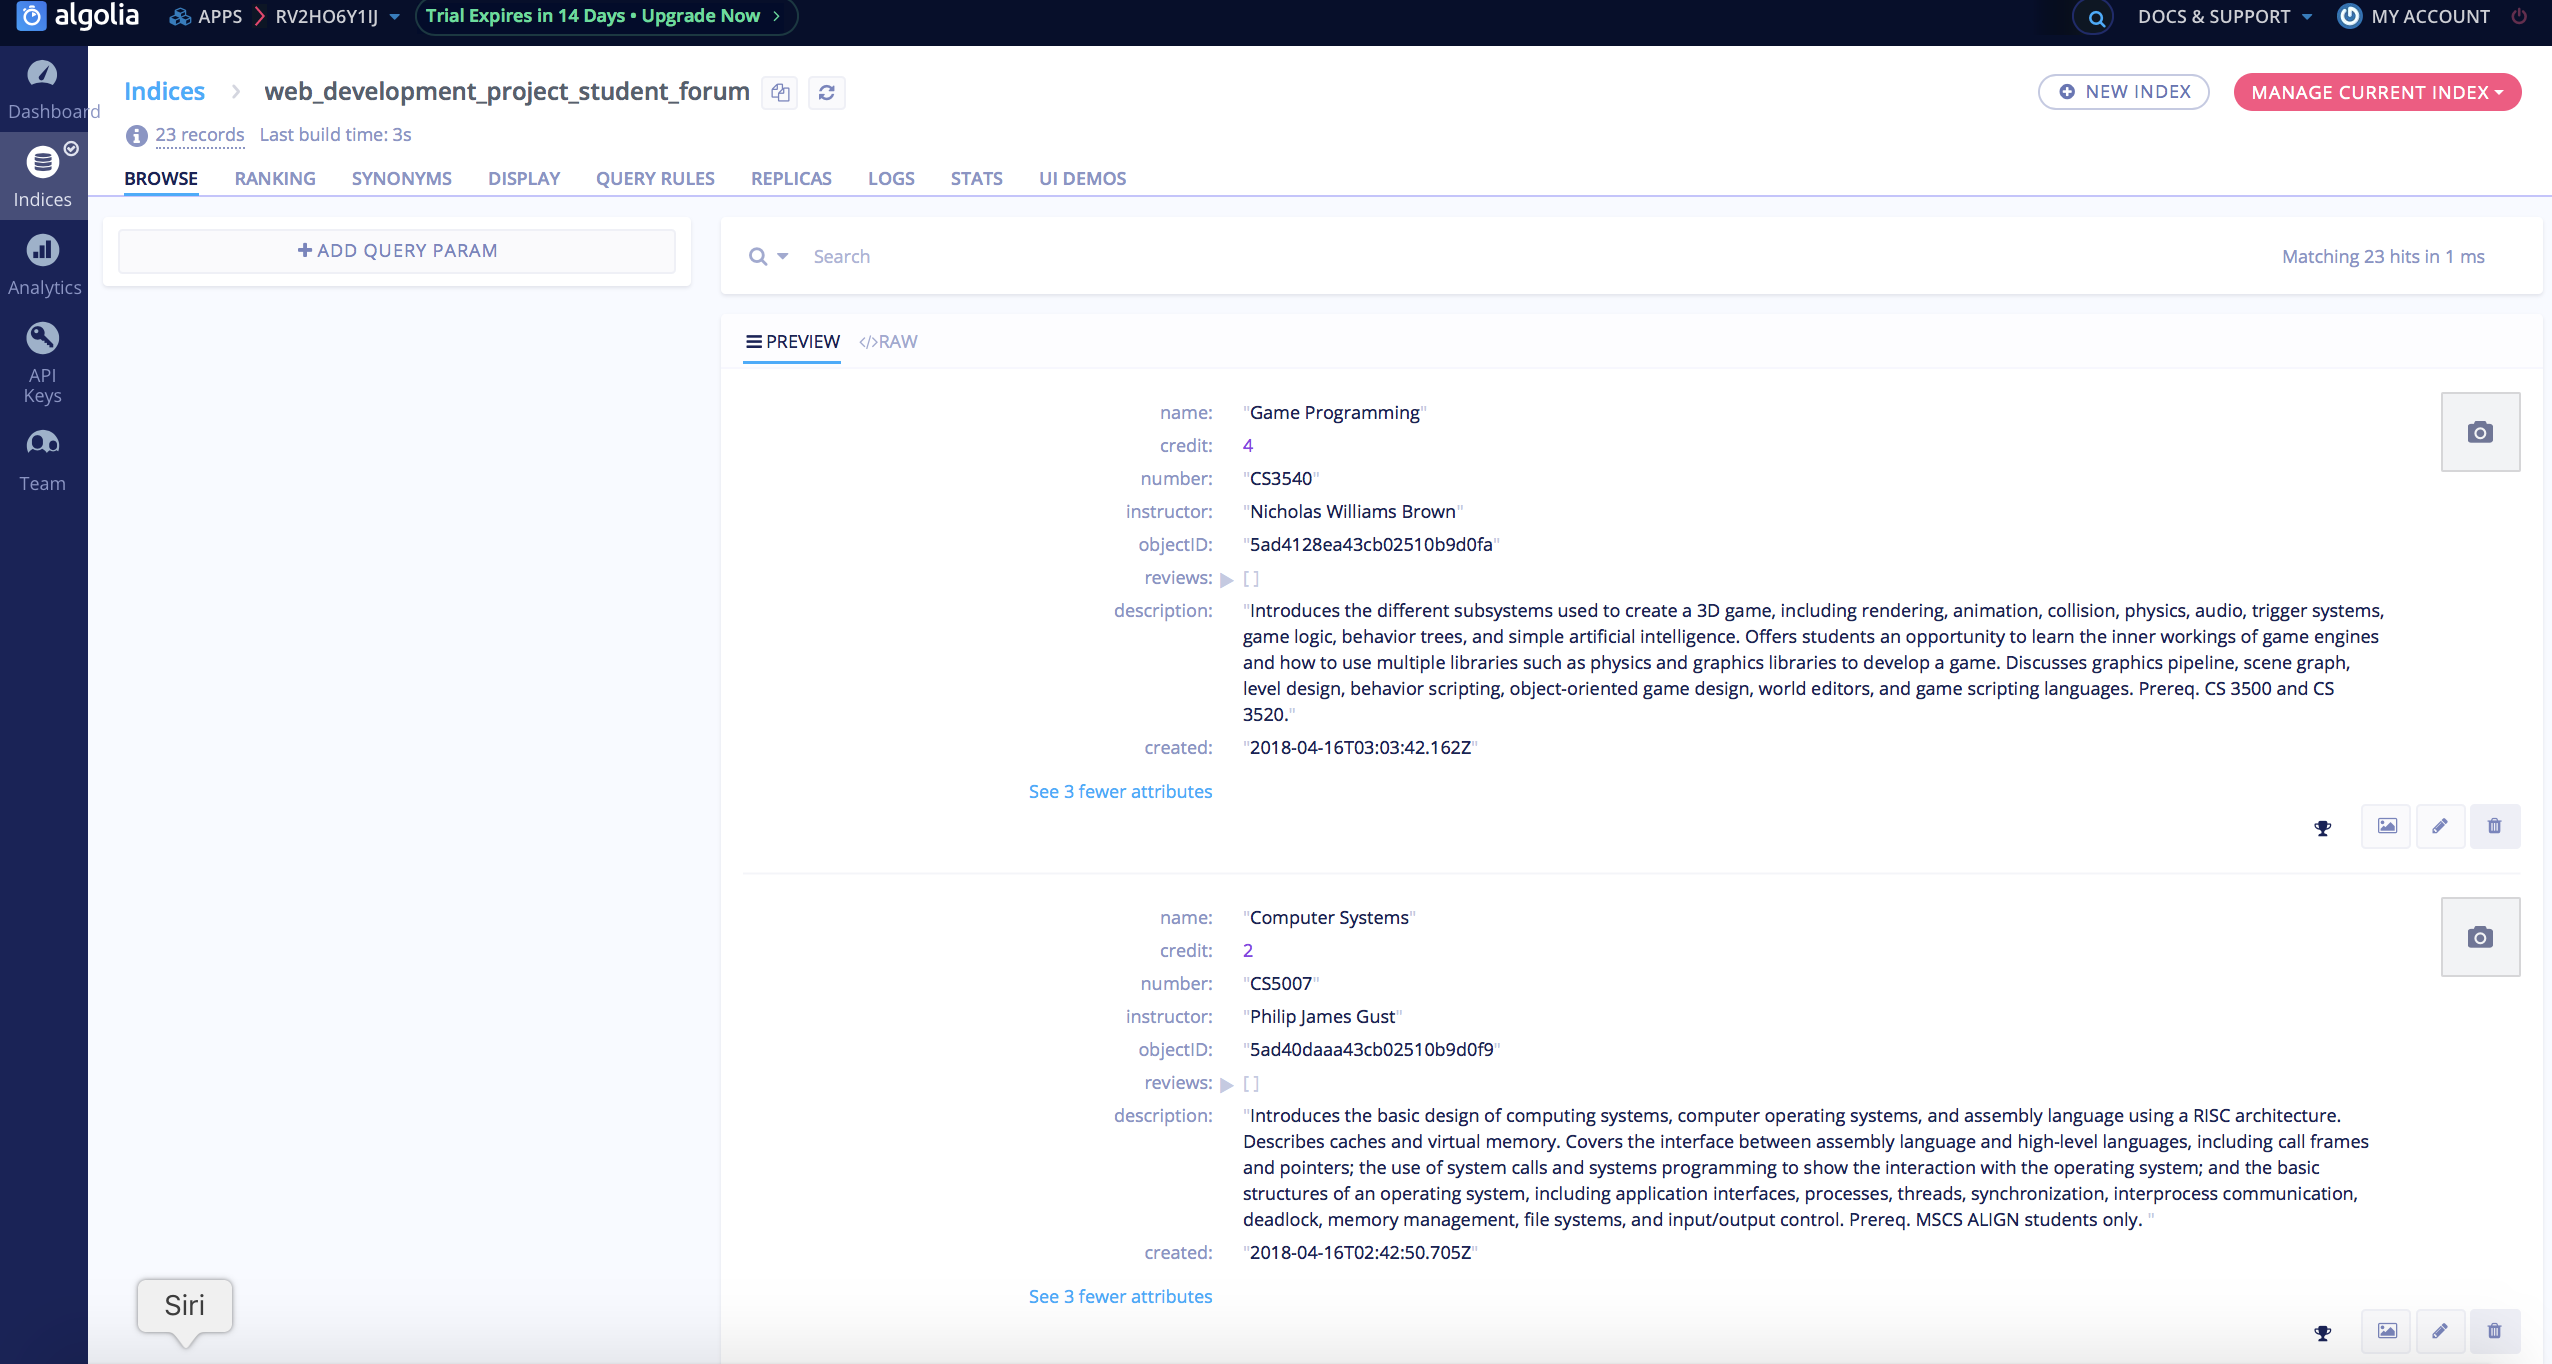 algolia APPS RV2HO6Y1IJ Trial Expires in 14 Days • Upgrade Now DOCS & SUPPORT MY ACCOUNT
Dashboard
Indices
Analytics
API
Keys
Team
Indices web_development_project_student_forum NEW INDEX MANAGE CURRENT INDEX
23 records Last build time: 3s
BROWSE RANKING SYNONYMS DISPLAY QUERY RULES REPLICAS LOGS STATS UI DEMOS
ADD QUERY PARAM
Search Matching 23 hits in 1 ms
PREVIEW </>RAW
name: "Game Programming"
credit: 4
number: "CS3540"
instructor: "Nicholas Williams Brown"
objectID: "5ad4128ea43cb02510b9d0fa"
reviews: []
description: "Introduces the different subsystems used to create a 3D game, including rendering, animation, collision, physics, audio, trigger systems,
game logic, behavior trees, and simple artificial intelligence. Offers students an opportunity to learn the inner workings of game engines
and how to use multiple libraries such as physics and graphics libraries to develop a game. Discusses graphics pipeline, scene graph,
level design, behavior scripting, object-oriented game design, world editors, and game scripting languages. Prereq. CS 3500 and CS
3520."
created: "2018-04-16T03:03:42.162Z"
See 3 fewer attributes
name: "Computer Systems"
credit: 2
number: "CS5007"
instructor: "Philip James Gust"
objectID: "5ad40daaa43cb02510b9d0f9"
reviews: []
description: "Introduces the basic design of computing systems, computer operating systems, and assembly language using a RISC architecture.
Describes caches and virtual memory. Covers the interface between assembly language and high-level languages, including call frames
and pointers; the use of system calls and systems programming to show the interaction with the operating system; and the basic
structures of an operating system, including application interfaces, processes, threads, synchronization, interprocess communication,
deadlock, memory management, file systems, and input/output control. Prereq. MSCS ALIGN students only. "
created: "2018-04-16T02:42:50.705Z"
See 3 fewer attributes
Siri